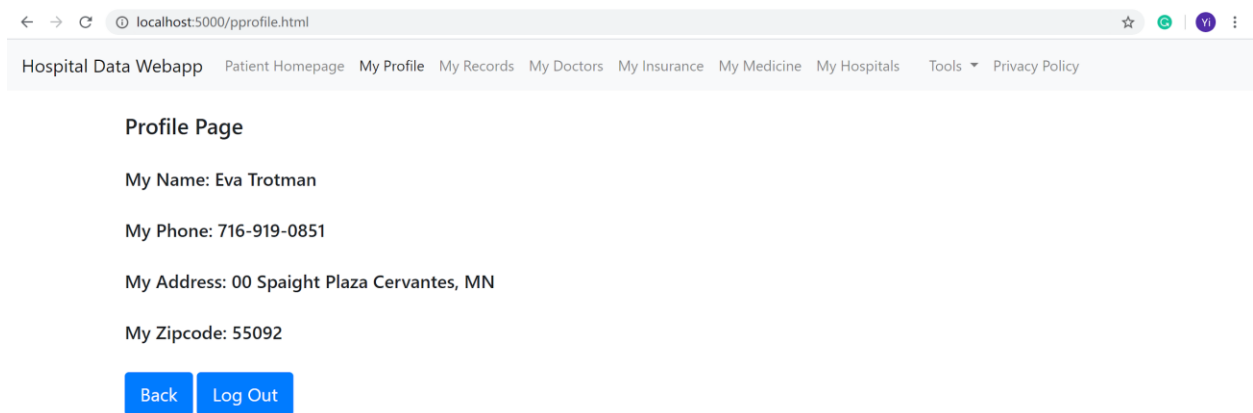 localhost:5000/pprofile.html
Yi
Hospital Data Webapp Patient Homepage My Profile My Records My Doctors My Insurance My Medicine My Hospitals Tools Privacy Policy
Profile Page
My Name: Eva Trotman
My Phone: 716-919-0851
My Address: 00 Spaight Plaza Cervantes, MN
My Zipcode: 55092
Back Log Out